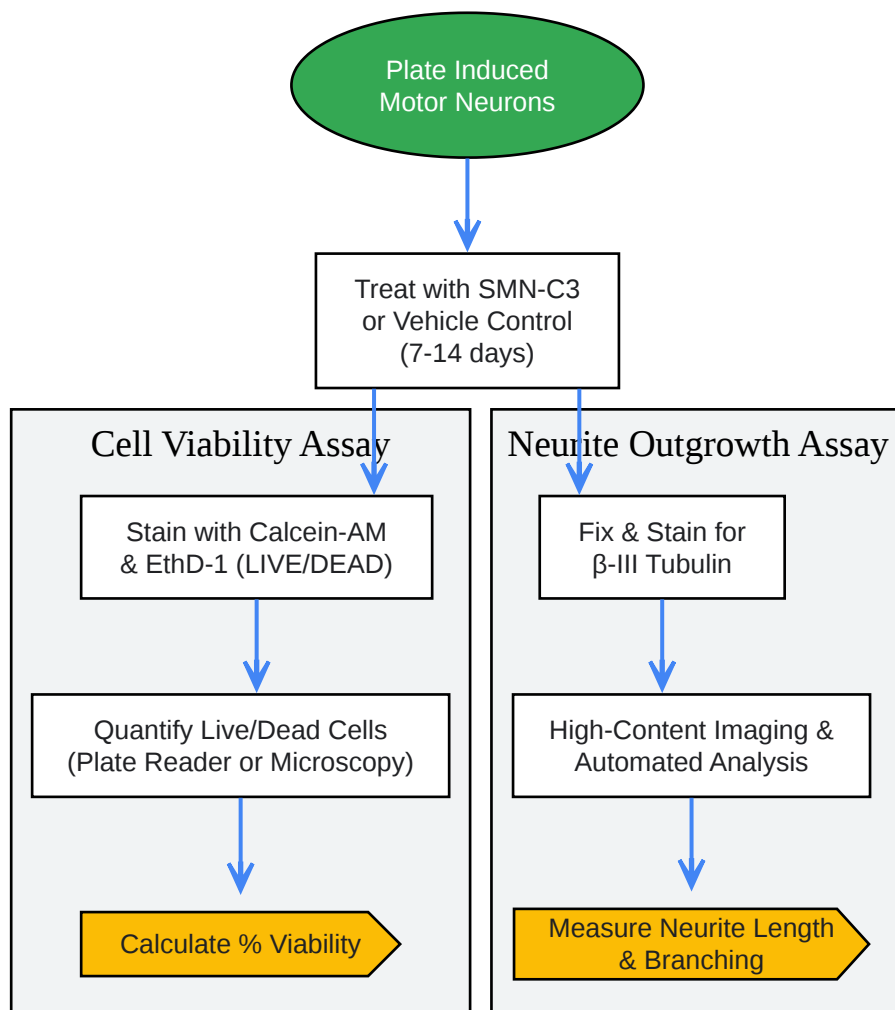 Plate Induced
Motor Neurons
Treat with SMN-C3
or Vehicle Control
(7-14 days)
Cell Viability Assay
Stain with Calcein-AM
& EthD-1 (LIVE/DEAD)
Quantify Live/Dead Cells
(Plate Reader or Microscopy)
Calculate % Viability
Neurite Outgrowth Assay
Fix & Stain for
β-III Tubulin
High-Content Imaging &
Automated Analysis
Measure Neurite Length
& Branching